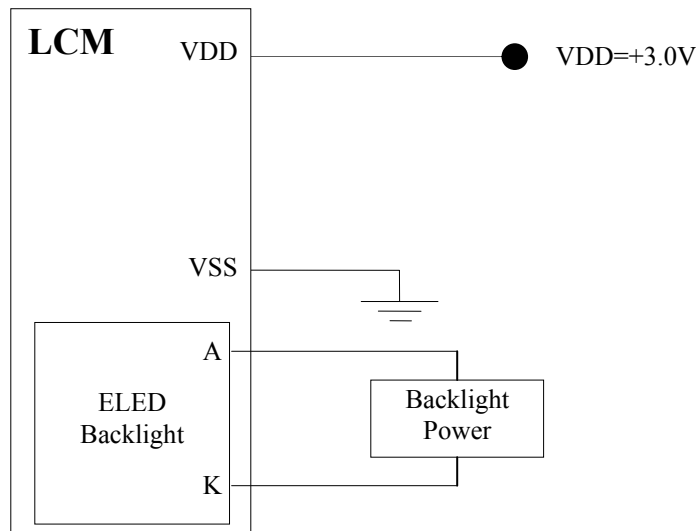 LCM
VDD
VDD=+3.0V
VSS
A
ELED
Backlight
Backlight
Power
K